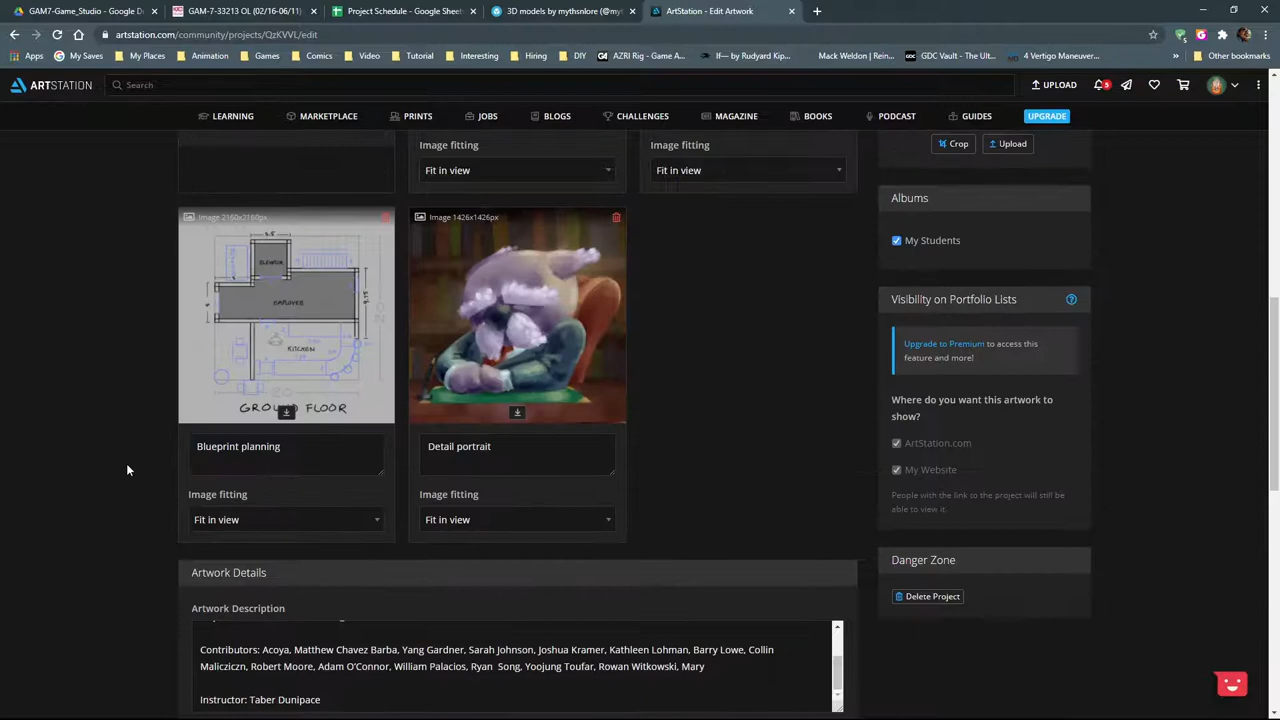 GAM7-Game_Studio - Google D
GAM-7-33213 OL (02/16-06/11)
Project Schedule - Google Sheets
3D models by mythsnlore (@myt
ArtStation - Edit Artwork
artstation.com/community/projects/QzKVVL/edit
Apps
My Saves
My Places
Animation
Games
Comics
Video
Tutorial
Interesting
Hiring
DIY
AZRI Rig - Game A...
If— by Rudyard Kip...
Mack Weldon | Rein...
GDC Vault - The Ult...
4 Vertigo Maneuver...
Other bookmarks
ARTSTATION
Search
UPLOAD
LEARNING
MARKETPLACE
PRINTS
JOBS
BLOGS
CHALLENGES
MAGAZINE
BOOKS
PODCAST
GUIDES
UPGRADE
Image fitting
Fit in view
Image fitting
Fit in view
Crop
Upload
Albums
My Students
Image 2160x2160px
ELEVATOR
EMPLOYEE
KITCHEN
GROUND FLOOR
Image 1426x1426px
Blueprint planning
Image fitting
Fit in view
Detail portrait
Image fitting
Fit in view
Visibility on Portfolio Lists
Upgrade to Premium to access this
feature and more!
Where do you want this artwork to
show?
ArtStation.com
My Website
People with the link to the project will still be
able to view it.
Danger Zone
Delete Project
Artwork Details
Artwork Description
Contributors: Acoya, Matthew Chavez Barba, Yang Gardner, Sarah Johnson, Joshua Kramer, Kathleen Lohman, Barry Lowe, Collin
Malicziczn, Robert Moore, Adam O'Connor, William Palacios, Ryan Song, Yoojung Toufar, Rowan Witkowski, Mary
Instructor: Taber Dunipace